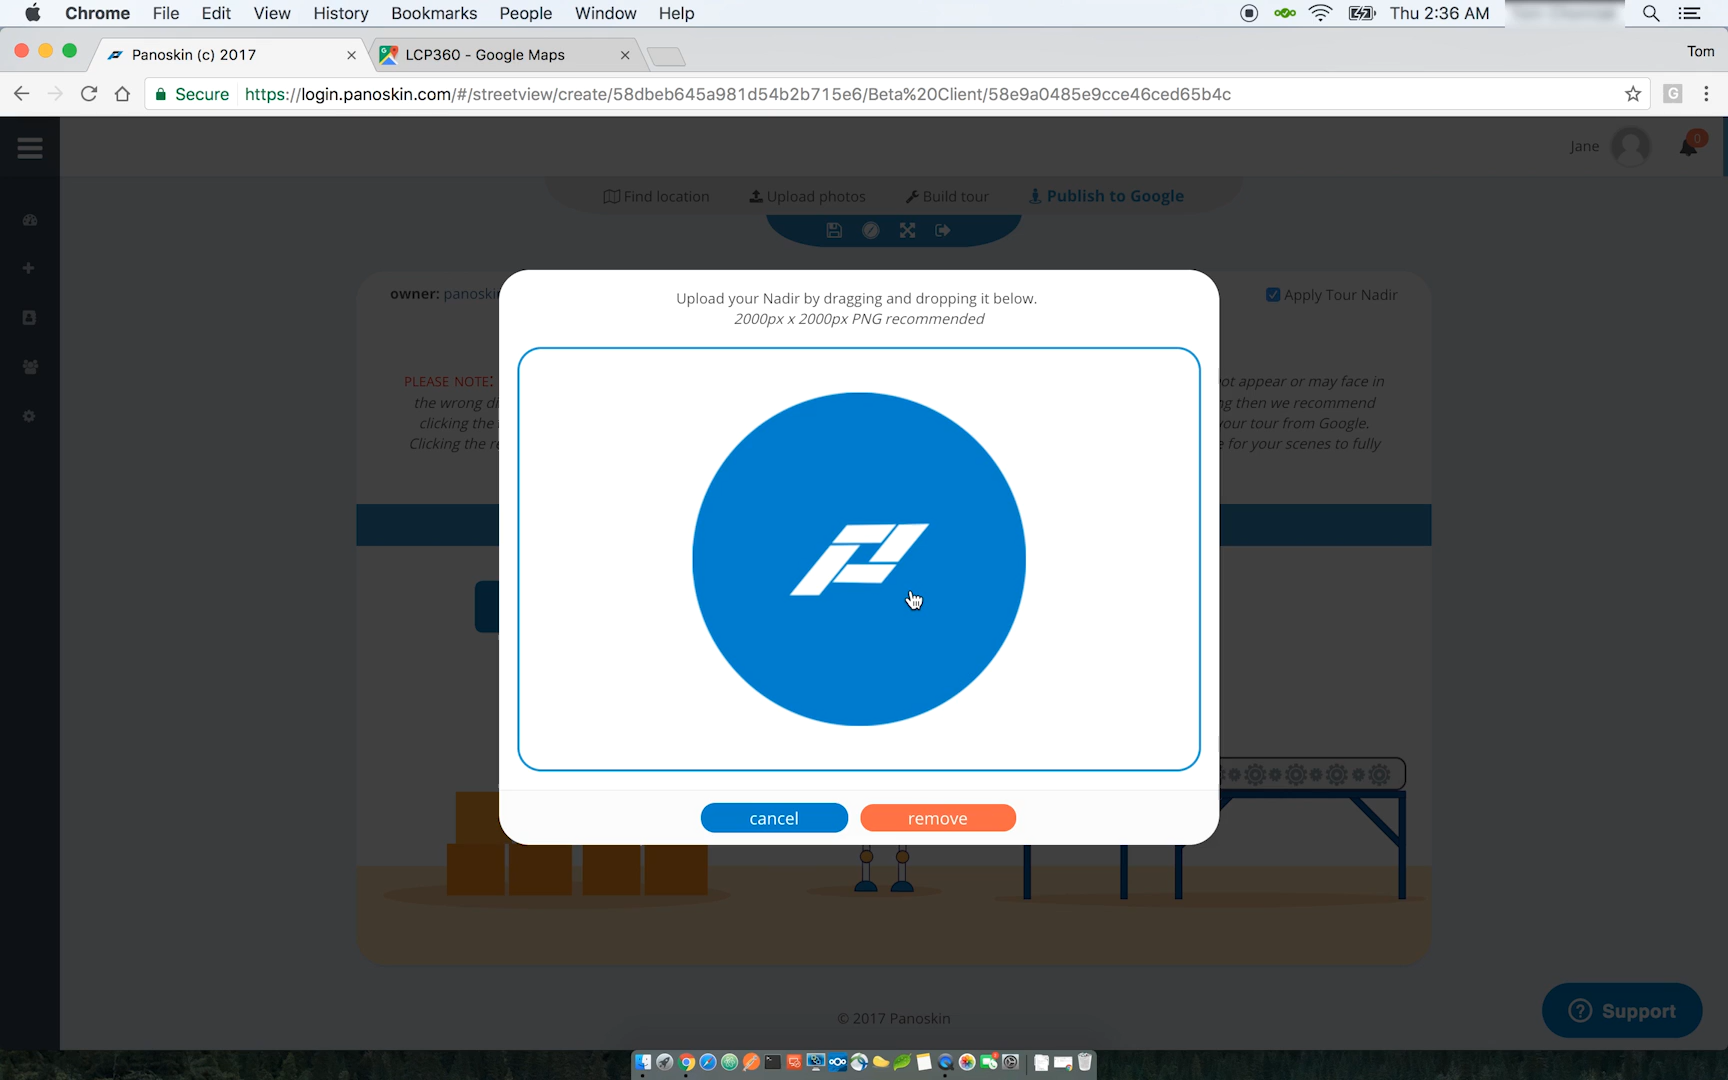 Chrome File Edit View History Bookmarks People Window Help Thu 2:36 AM
Panoskin (c) 2017 LCP360 - Google Maps Tom
Secure https://login.panoskin.com/#/streetview/create/58dbeb645a981d54b2b715e6/Beta%20Client/58e9a0485e9cce46ced65b4c G
Jane 0
Find location Upload photos Build tour Publish to Google
owner: panoskin Apply Tour Nadir
Upload your Nadir by dragging and dropping it below.
2000px x 2000px PNG recommended
PLEASE NOTE: ot appear or may face in
the wrong di g then we recommend
clicking the our tour from Google.
Clicking the re e for your scenes to fully
cancel remove
© 2017 Panoskin
? Support